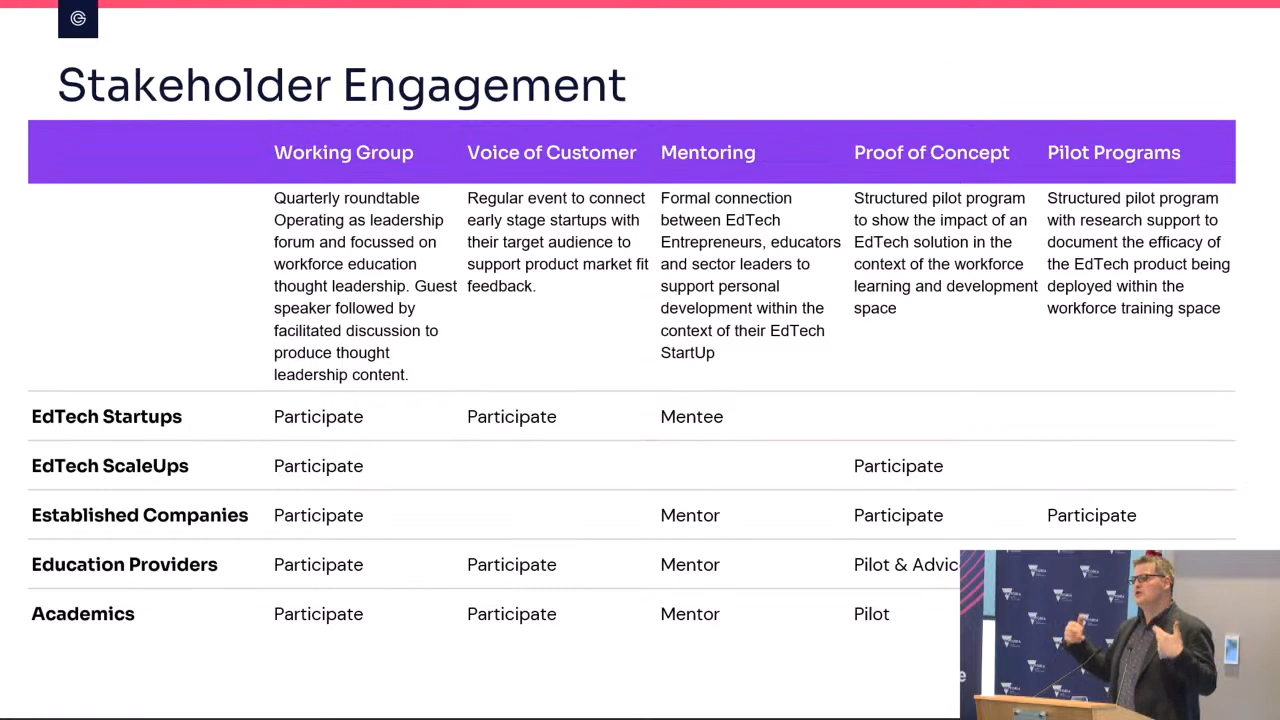 Stakeholder Engagement
Working Group Voice of Customer Mentoring Proof of Concept Pilot Programs
Quarterly roundtable
Operating as leadership
forum and focussed on
workforce education
thought leadership. Guest
speaker followed by
facilitated discussion to
produce thought
leadership content.
Regular event to connect
early stage startups with
their target audience to
support product market fit
feedback.
Formal connection
between EdTech
Entrepreneurs, educators
and sector leaders to
support personal
development within the
context of their EdTech
StartUp
Structured pilot program
to show the impact of an
EdTech solution in the
context of the workforce
learning and development
space
Structured pilot program
with research support to
document the efficacy of
the EdTech product being
deployed within the
workforce training space
EdTech Startups Participate Participate Mentee
EdTech ScaleUps Participate Participate
Established Companies Participate Mentor Participate Participate
Education Providers Participate Participate Mentor Pilot & Advic
Academics Participate Participate Mentor Pilot